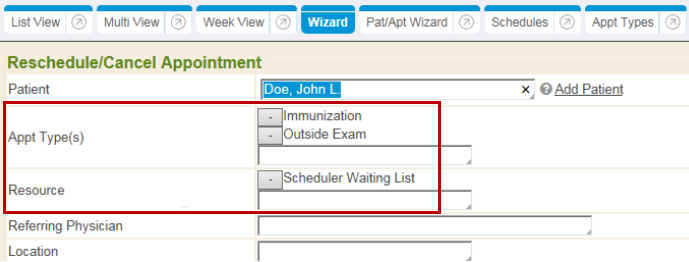 List View Multi View Week View Wizard Pat/Apt Wizard Schedules Appt Types
Reschedule/Cancel Appointment
Patient Doe, John L. x ? Add Patient
- Immunization
Appt Type(s) - Outside Exam
- Scheduler Waiting List
Resource
Referring Physician
Location